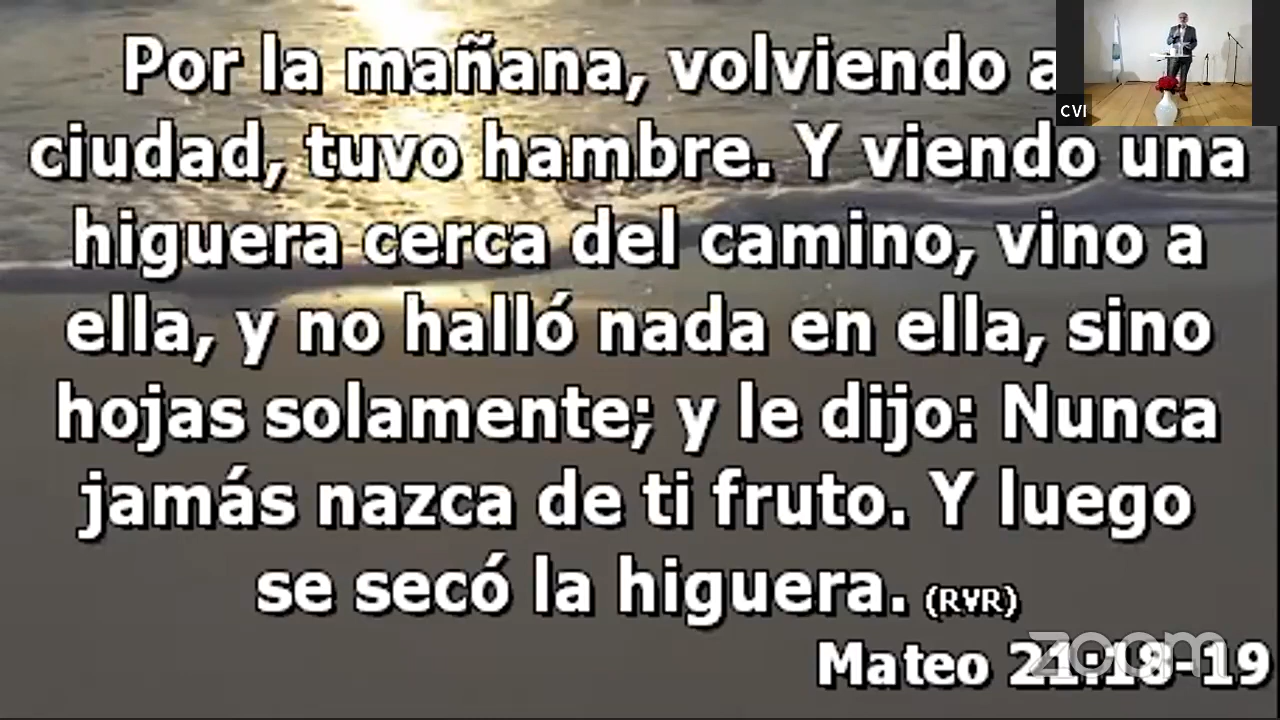 Por la mañana, volviendo a
CVI
ciudad, tuvo hambre. Y viendo una
higuera cerca del camino, vino a
ella, y no halló nada en ella, sino
hojas solamente; y le dijo: Nunca
jamás nazca de ti fruto. Y luego
se secó la higuera. (RVR)
Mateo 21:18-19
zoom